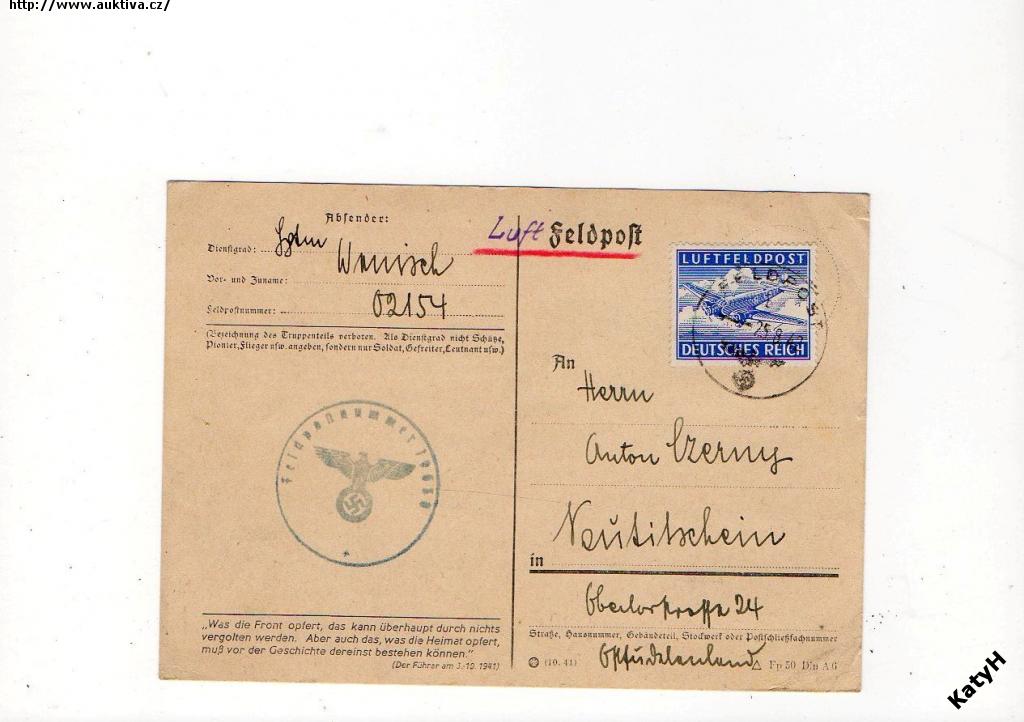 http://www.auktiva.cz/
Absender:
Dienstgrad:
Wanisch
Vor- und Zuname:
02154
Feldpostnummer:
(Bezeichnung des Truppenteils verboten. Als Dienstgrad nicht Schütze,
Pionier, Flieger usw. angeben, sondern nur Soldat, Gefreiter, Leutnant usw.)
Feldpostnummer
„Was die Front opfert, das kann überhaupt durch nichts
vergolten werden. Aber auch das, was die Heimat opfert,
muß vor der Geschichte dereinst bestehen können."
(Der Führer am 3.10.1941)
Luft Feldpost
LUFTFELDPOST
FELDPOST
DEUTSCHES REICH
An
Herrn
Anton Czerny
Neutitschein
in
24
Straße, Hausnummer, Gebäudeteil, Stockwerk oder Postschließfachnummer
Ostsudetenland
(10. 41)
Fp 50 Din A 6
KatyH